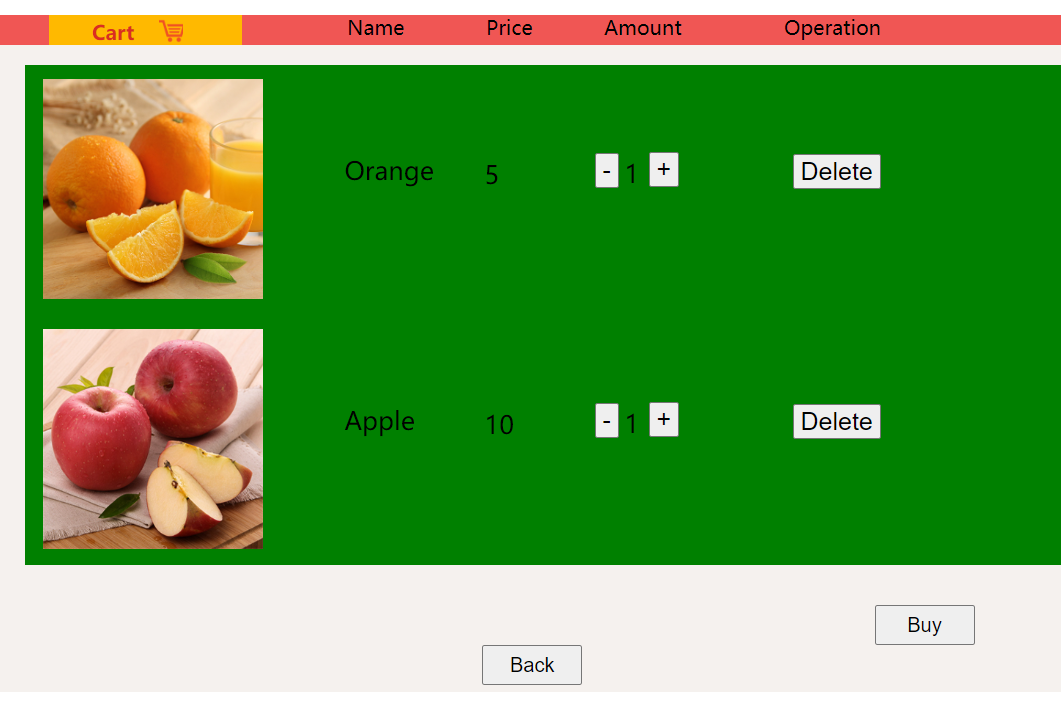 Cart Name Price Amount Operation
Orange 5 - 1 + Delete
Apple 10 - 1 + Delete
Buy
Back